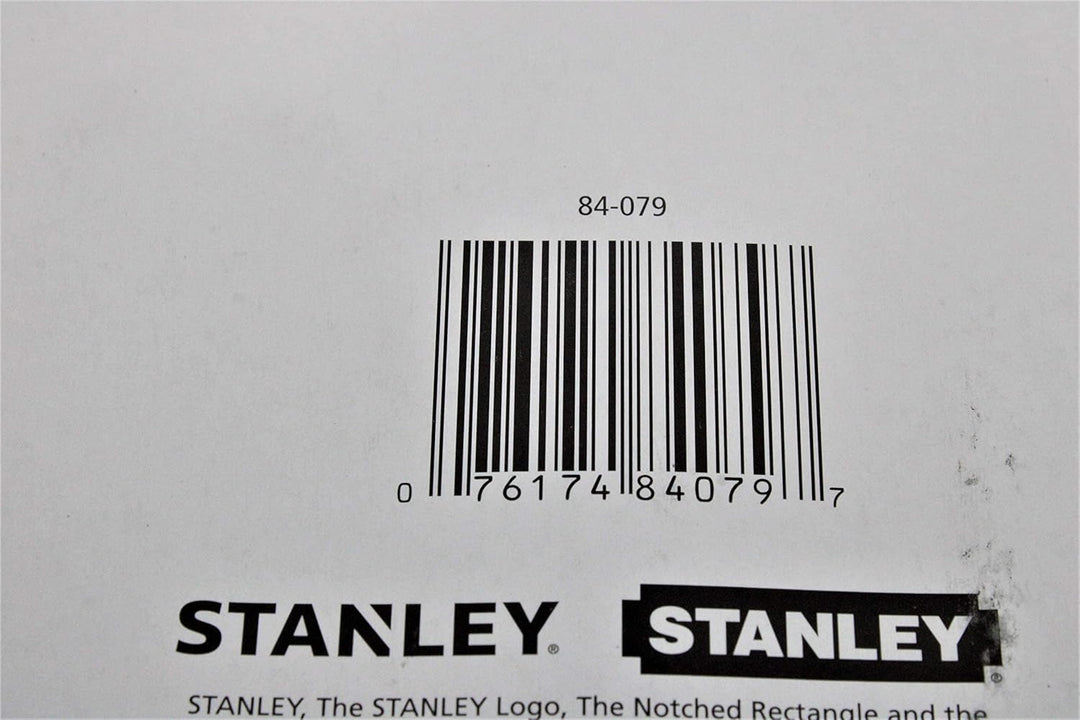 84-079
0 76174 84079 7
STANLEY® STANLEY®
STANLEY, The STANLEY Logo, The Notched Rectangle and the